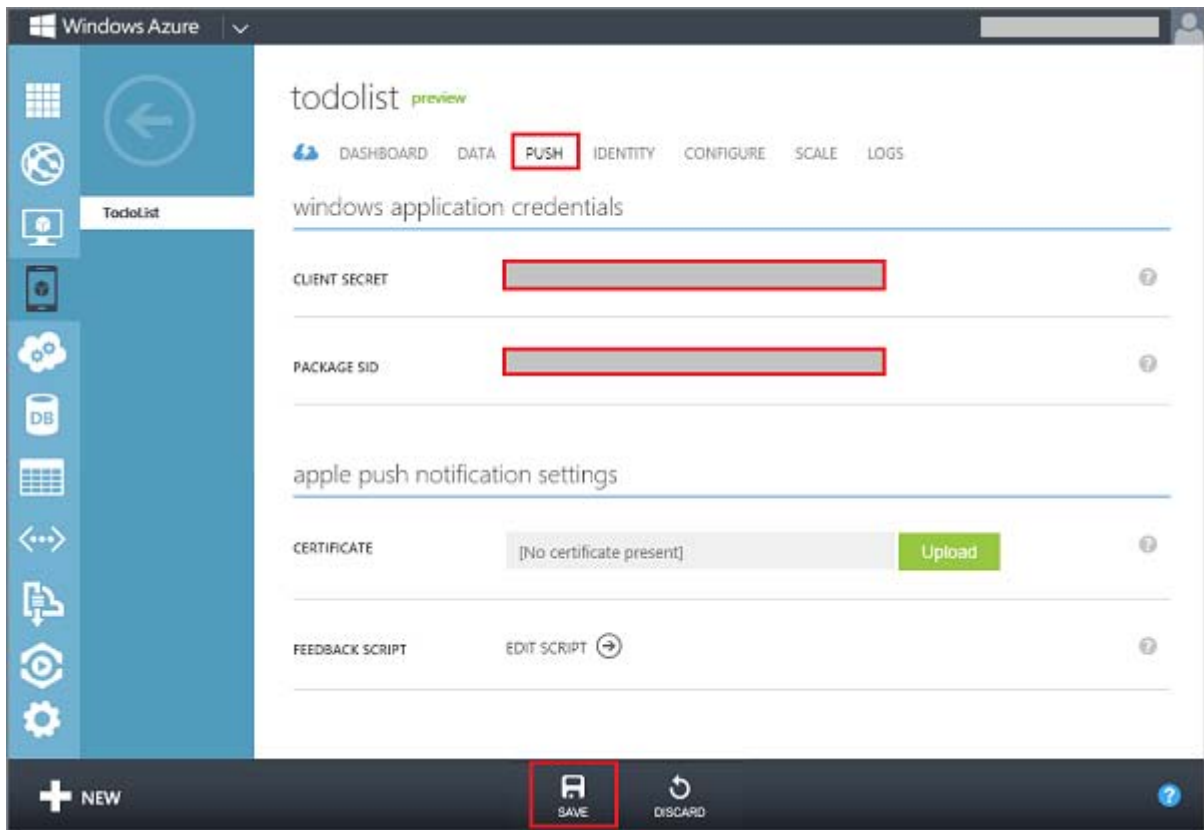 Windows Azure
todolist preview
DASHBOARD DATA PUSH IDENTITY CONFIGURE SCALE LOGS
TodoList
windows application credentials
CLIENT SECRET
PACKAGE SID
DB
apple push notification settings
CERTIFICATE [No certificate present] Upload
FEEDBACK SCRIPT EDIT SCRIPT
NEW SAVE DISCARD